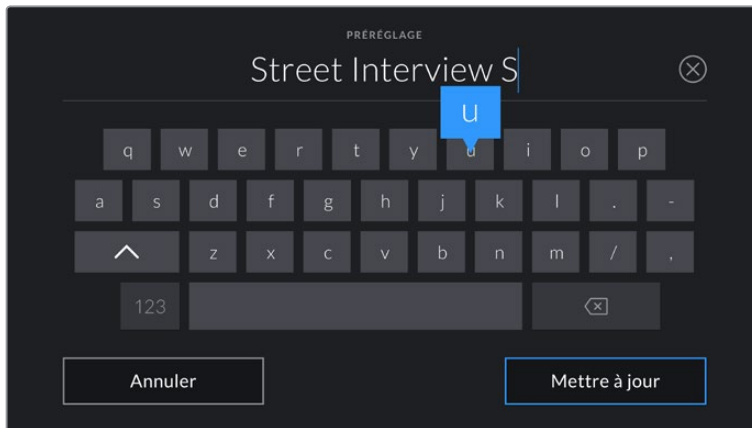 PRÉRÉGLAGE
Street Interview S
u
q w e r t y u i o p
a s d f g h j k l . -
z x c v b n m / ,
123
Annuler Mettre à jour